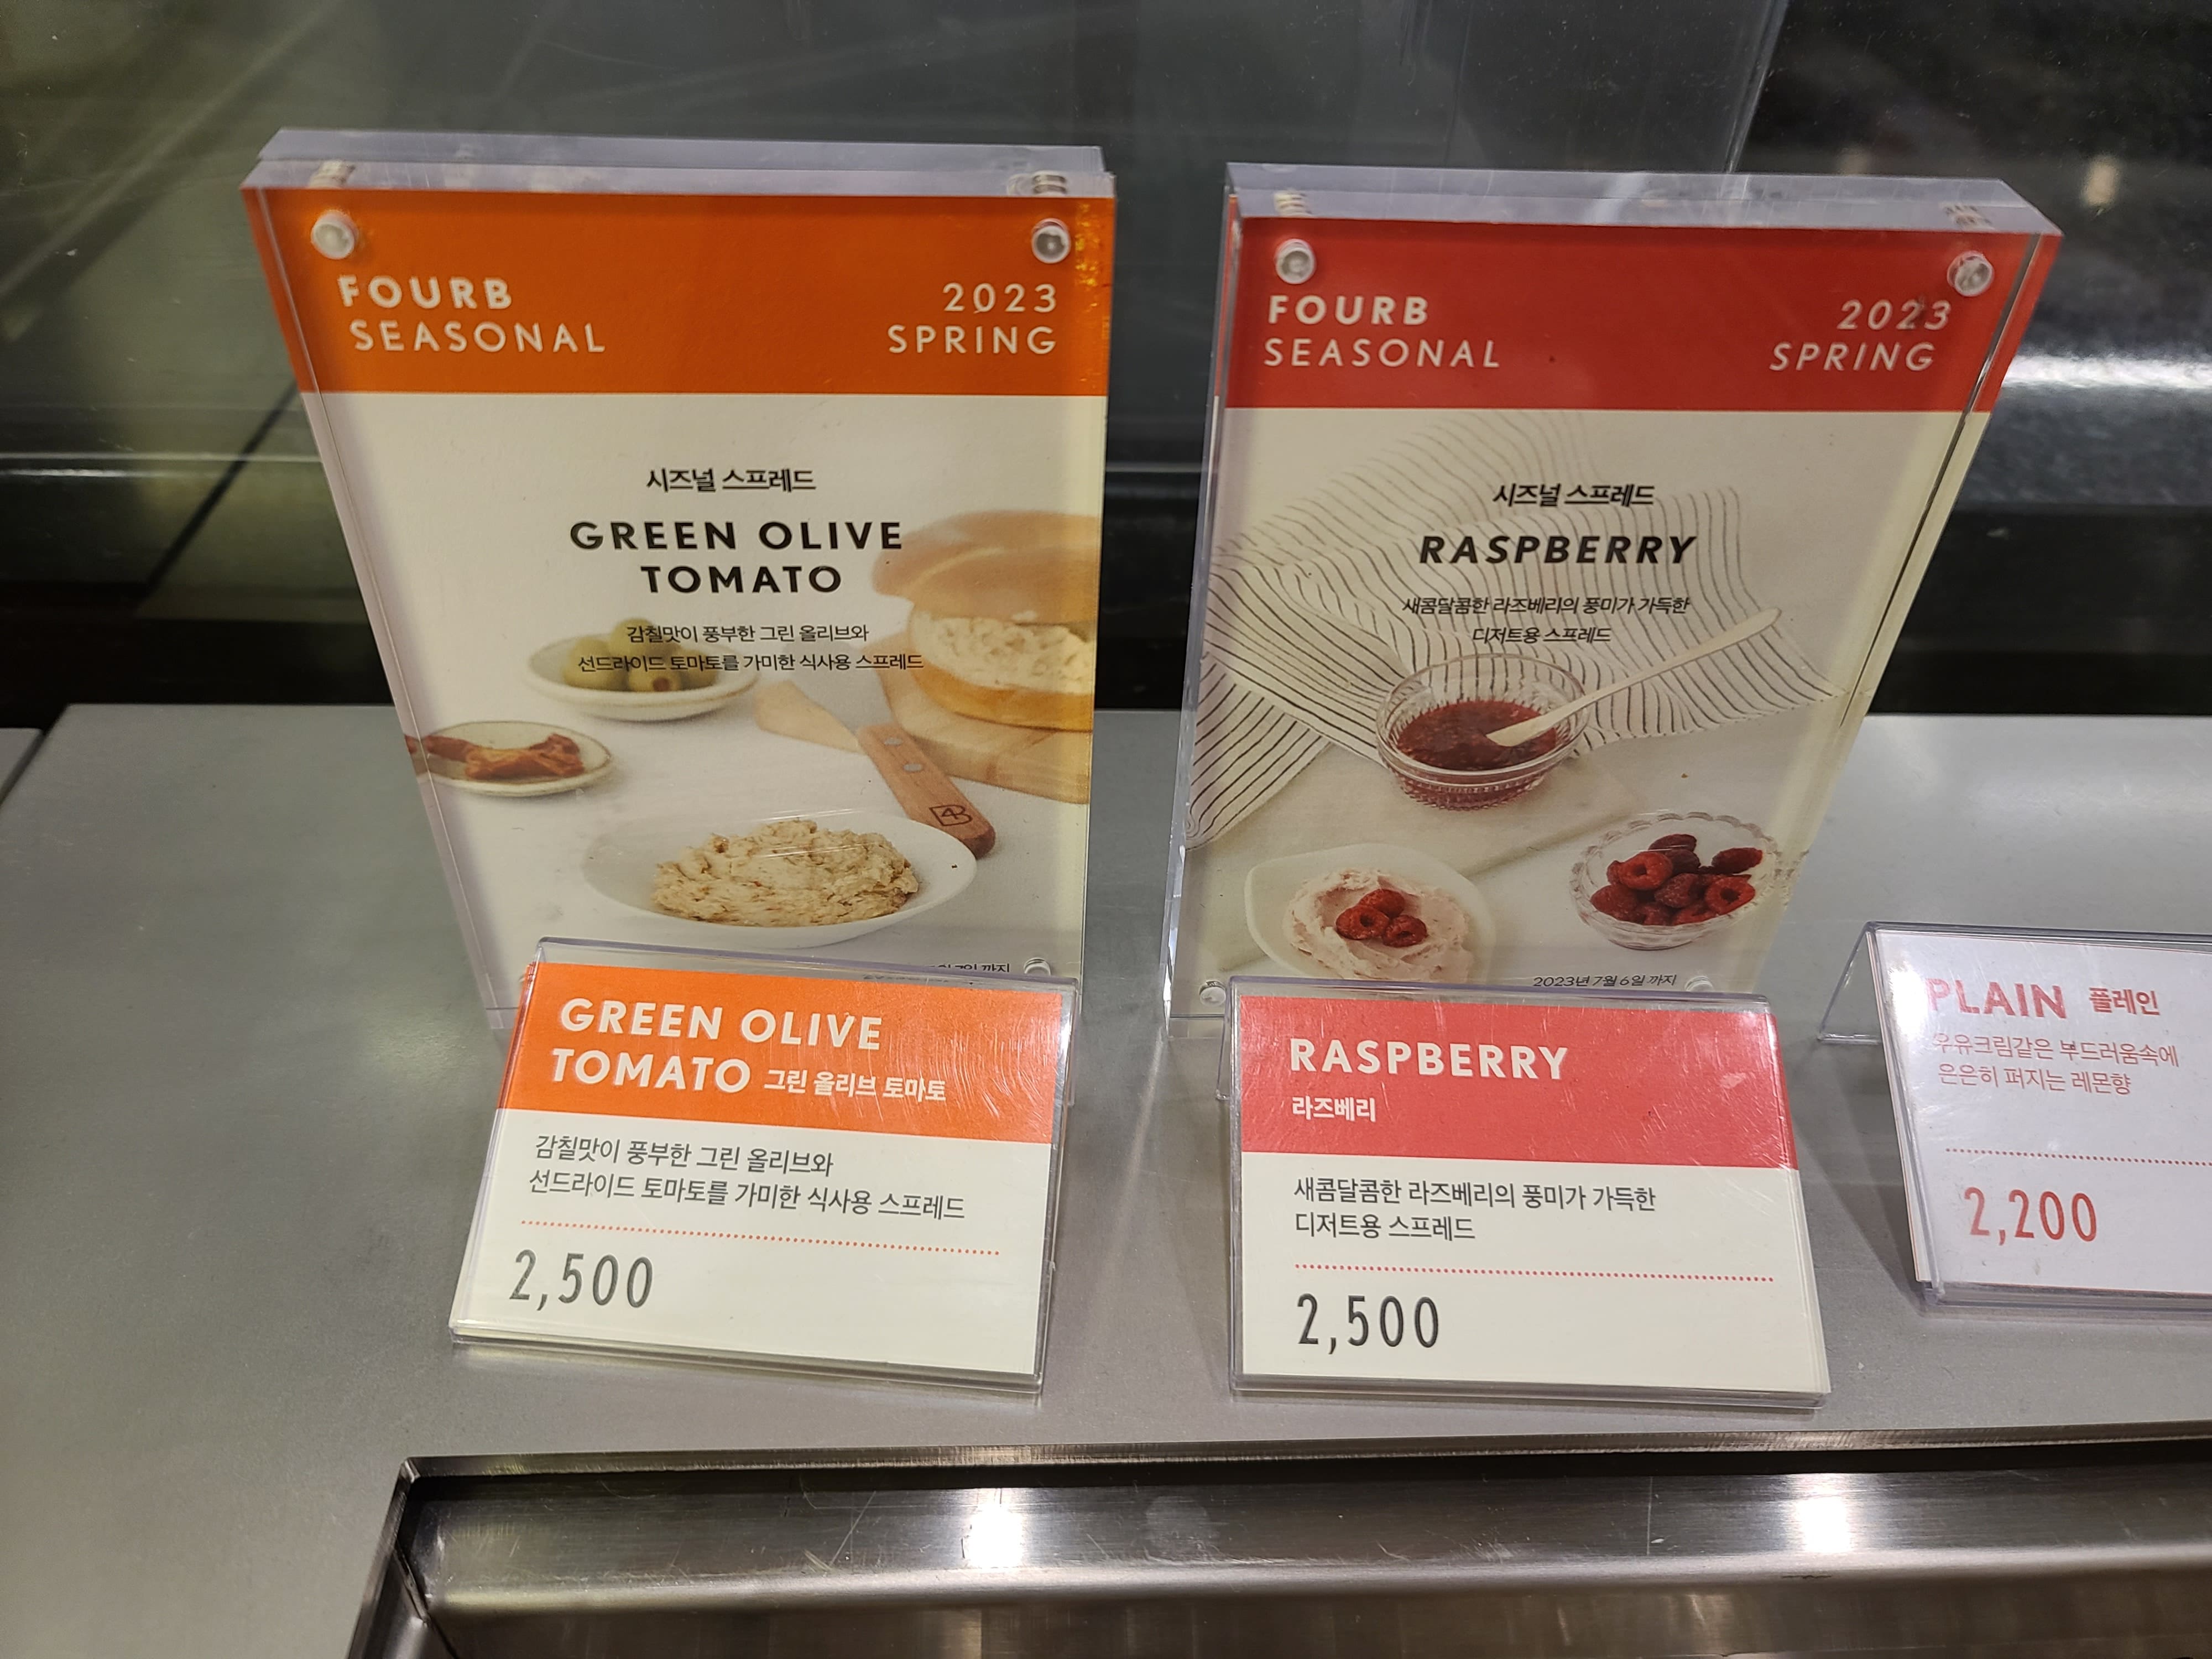 FOURB
SEASONAL
2023
SPRING
시즈널 스프레드
GREEN OLIVE
TOMATO
감칠맛이 풍부한 그린 올리브와
선드라이드 토마토를 가미한 식사용 스프레드
4B
까지
GREEN OLIVE
TOMATO 그린 올리브 토마토
감칠맛이 풍부한 그린 올리브와
선드라이드 토마토를 가미한 식사용 스프레드
2,500
FOURB
SEASONAL
2023
SPRING
시즈널 스프레드
RASPBERRY
새콤달콤한 라즈베리의 풍미가 가득한
디저트용 스프레드
2023년 7월 6일 까지
RASPBERRY
라즈베리
새콤달콤한 라즈베리의 풍미가 가득한
디저트용 스프레드
2,500
PLAIN 플레인
우유크림같은 부드러움속에
은은히 퍼지는 레몬향
2,200